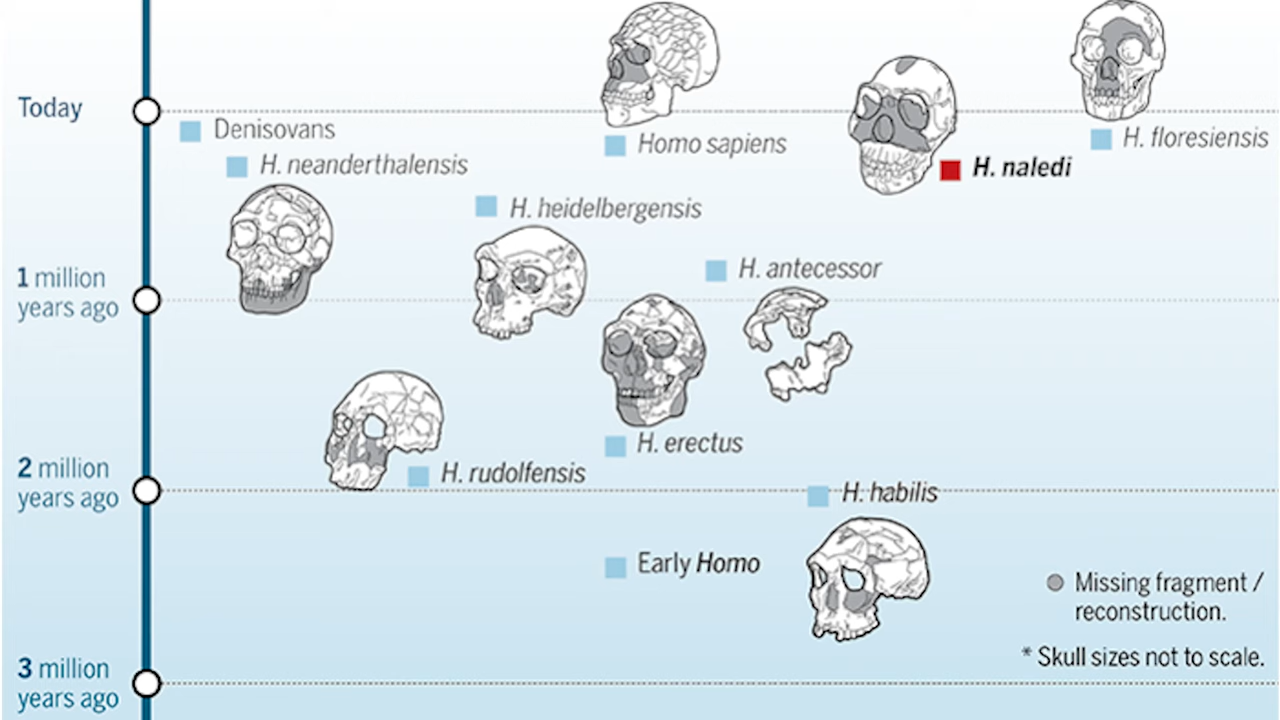 Today
Denisovans
H. neanderthalensis
Homo sapiens
H. floresiensis
H. naledi
H. heidelbergensis
1 million
years ago
H. antecessor
H. erectus
2 million
years ago
H. rudolfensis
H. habilis
Early Homo
Missing fragment /
reconstruction.
* Skull sizes not to scale.
3 million
years ago